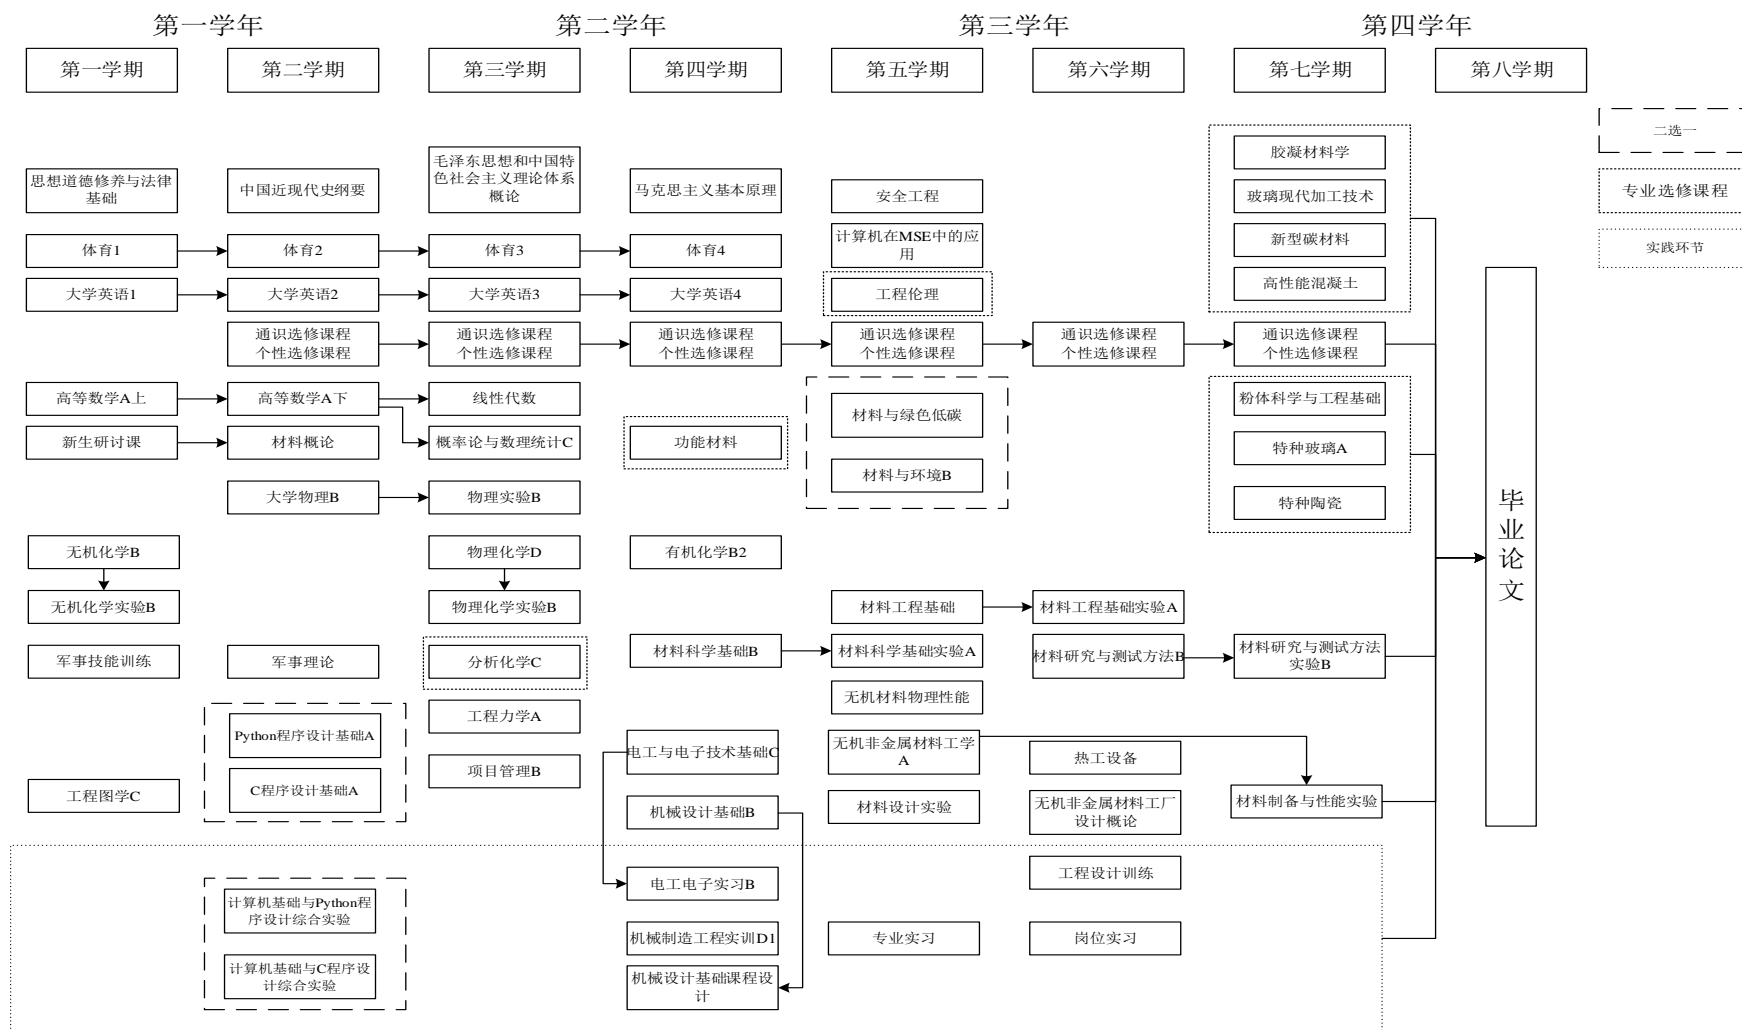 第一学年
第二学年
第三学年
第四学年
第一学期
第二学期
第三学期
第四学期
第五学期
第六学期
第七学期
第八学期
二选一
专业选修课程
实践环节
思想道德修养与法律
基础
中国近现代史纲要
毛泽东思想和中国特
色社会主义理论体系
概论
马克思主义基本原理
安全工程
胶凝材料学
玻璃现代加工技术
新型碳材料
高性能混凝土
体育1
体育2
体育3
体育4
计算机在MSE中的应
用
大学英语1
大学英语2
大学英语3
大学英语4
工程伦理
通识选修课程
个性选修课程
通识选修课程
个性选修课程
通识选修课程
个性选修课程
通识选修课程
个性选修课程
通识选修课程
个性选修课程
通识选修课程
个性选修课程
高等数学A上
高等数学A下
线性代数
材料与绿色低碳
粉体科学与工程基础
新生研讨课
材料概论
概率论与数理统计C
功能材料
材料与环境B
特种玻璃A
大学物理B
物理实验B
特种陶瓷
毕业论文
无机化学B
物理化学D
有机化学B2
无机化学实验B
物理化学实验B
材料工程基础
材料工程基础实验A
军事技能训练
军事理论
分析化学C
材料科学基础B
材料科学基础实验A
材料研究与测试方法B
材料研究与测试方法
实验B
无机材料物理性能
Python程序设计基础A
工程力学A
电工与电子技术基础C
无机非金属材料工学
A
热工设备
C程序设计基础A
项目管理B
工程图学C
机械设计基础B
材料设计实验
无机非金属材料工厂
设计概论
材料制备与性能实验
电工电子实习B
工程设计训练
计算机基础与Python程
序设计综合实验
机械制造工程实训D1
专业实习
岗位实习
计算机基础与C程序设
计综合实验
机械设计基础课程设
计